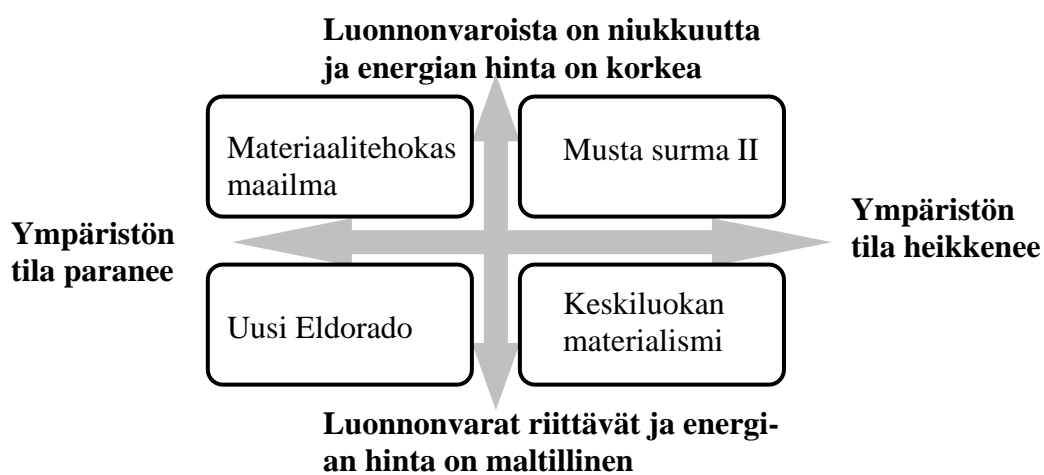 Luonnonvaroista on niukkuutta
ja energian hinta on korkea
Materiaalitehokas
maailma
Musta surma II
Ympäristön
tila paranee
Ympäristön
tila heikkenee
Uusi Eldorado
Keskiluokan
materialismi
Luonnonvarat riittävät ja energi-
an hinta on maltillinen